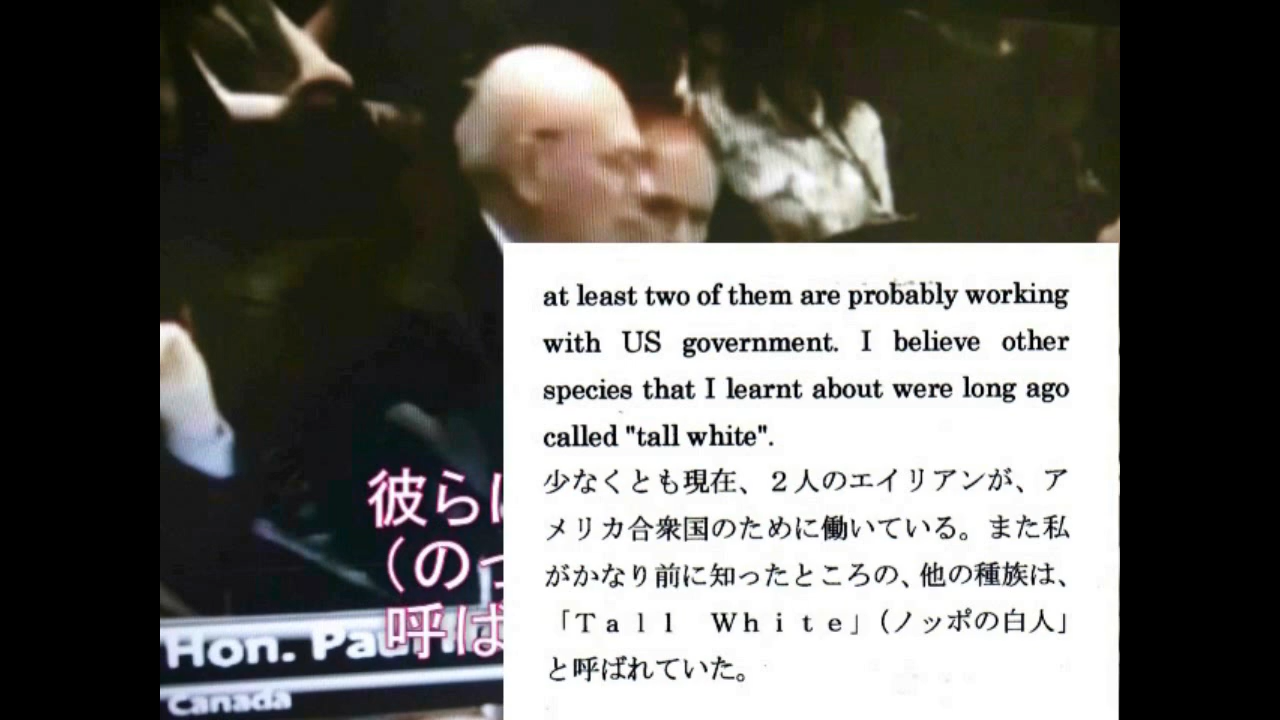 at least two of them are probably working
with US government. I believe other
species that I learnt about were long ago
called "tall white".
少なくとも現在、２人のエイリアンが、ア
メリカ合衆国のために働いている。また私
がかなり前に知ったところの、他の種族は、
「Ｔａｌｌ　Ｗｈｉｔｅ」（ノッポの白人」
と呼ばれていた。
彼らは
（のっ
呼ば
Hon.
Canada